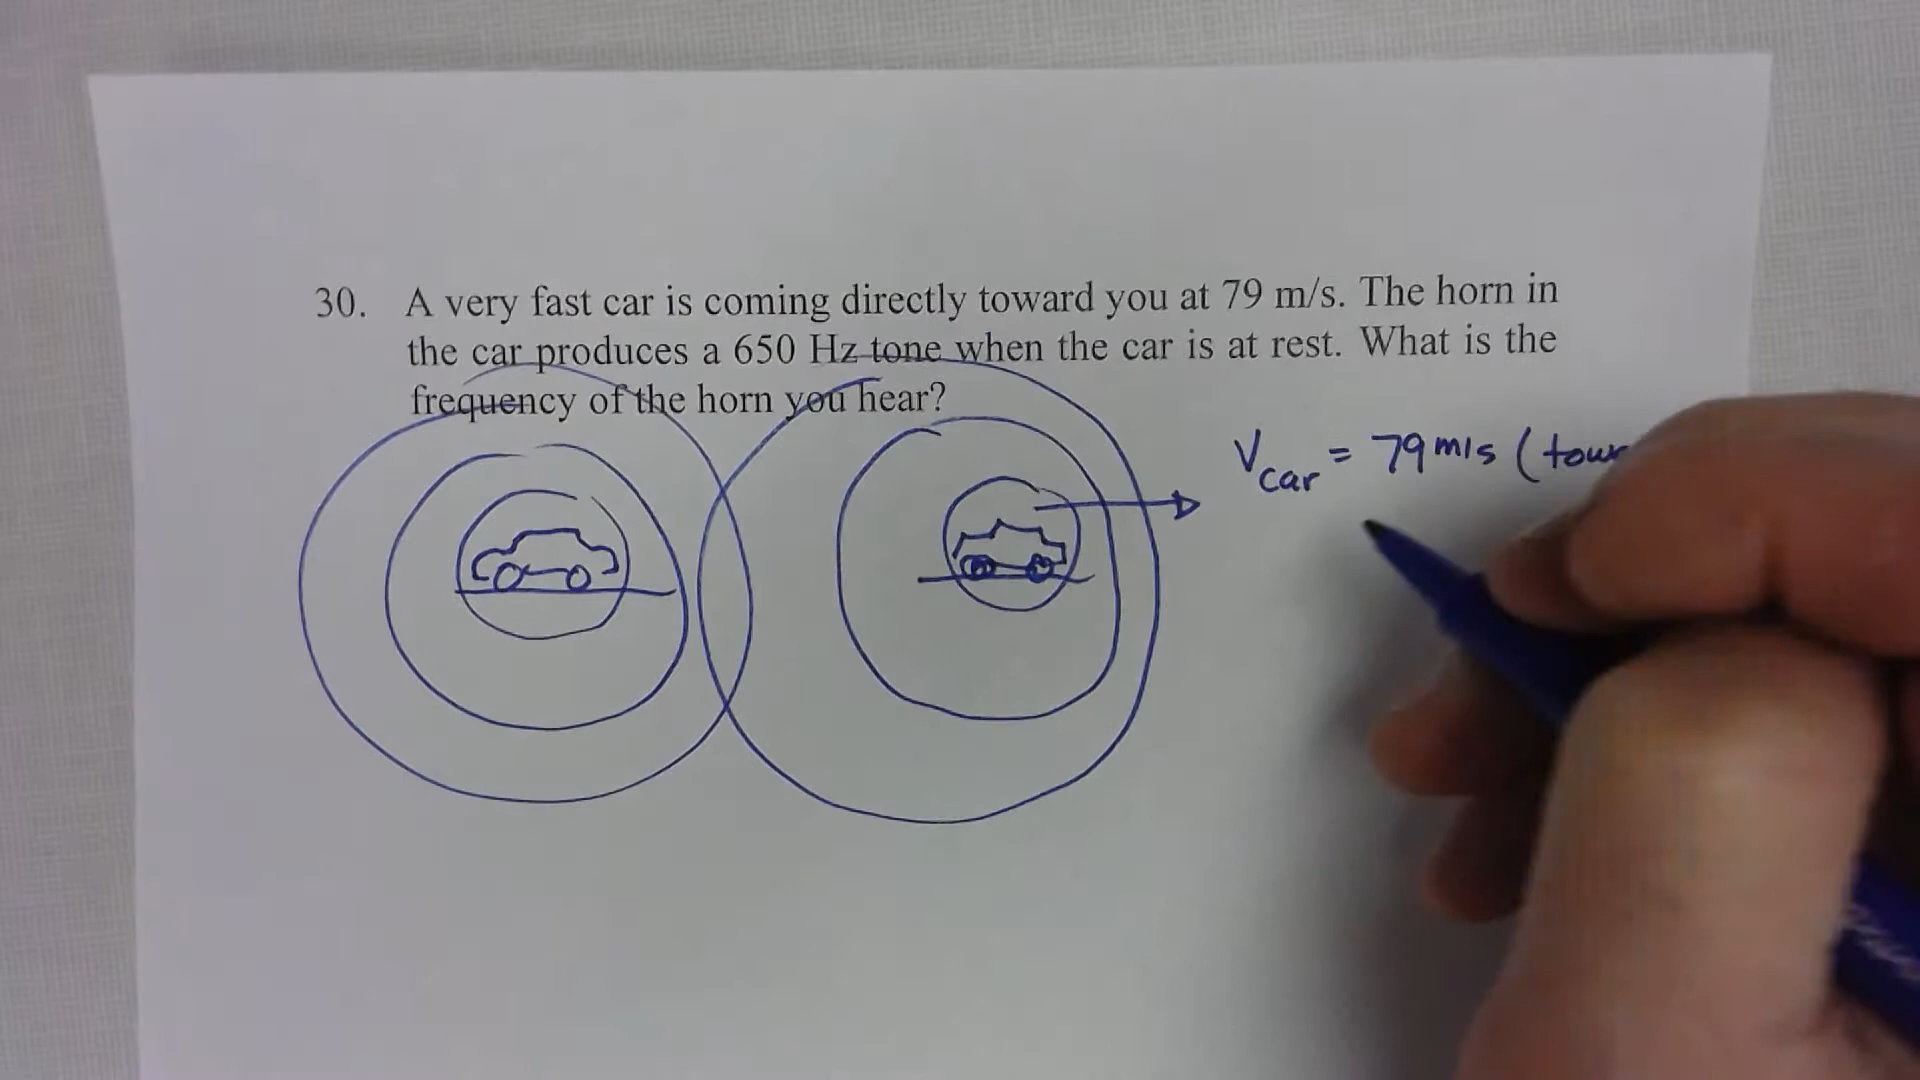 30. A very fast car is coming directly toward you at 79 m/s. The horn in
the car produces a 650 Hz tone when the car is at rest. What is the
frequency of the horn you hear?
Vcar = 79 m/s (